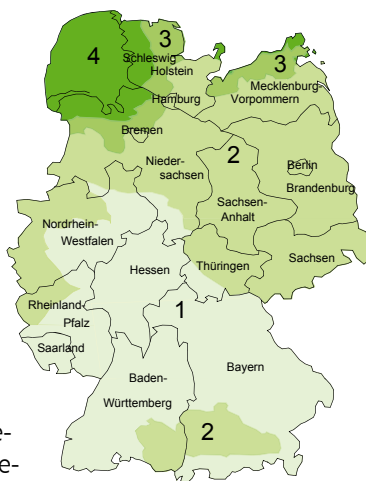 4
3
Schleswig
Holstein
3
Mecklenburg-
Vorpommern
Hamburg
Bremen
Nieder-
sachsen
2
Berlin
Brandenburg
Sachsen-
Anhalt
Nordrhein-
Westfalen
Hessen
Thüringen
Sachsen
Rheinland-
Pfalz
1
Saarland
Bayern
Baden-
Württemberg
2
e-
e-